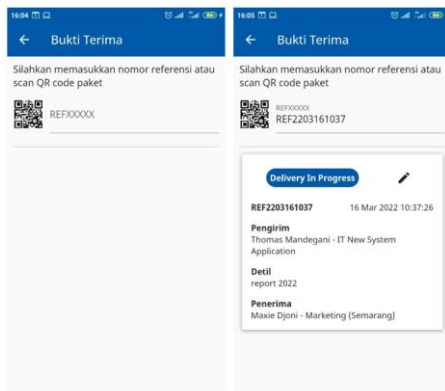 16:04
Bukti Terima
Silahkan memasukkan nomor referensi atau
scan QR code paket
REFXXXXX
16:05
Bukti Terima
Silahkan memasukkan nomor referensi atau
scan QR code paket
REFXXXXX
REF2203161037
Delivery In Progress
REF2203161037 16 Mar 2022 10:37:26
Pengirim
Thomas Mandegani - IT New System
Application
Detil
report 2022
Penerima
Maxie Djoni - Marketing (Semarang)